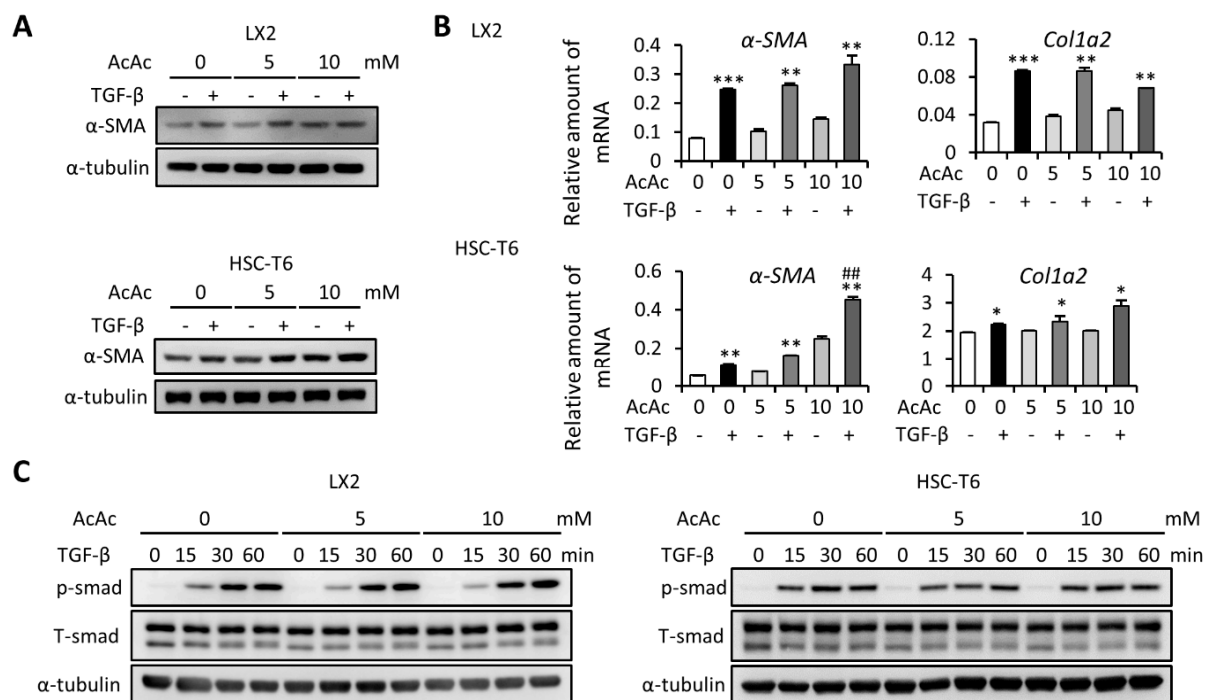 A
LX2
AcAc 0 5 10 mM
TGF-β - + - + - +
α-SMA
α-tubulin
HSC-T6
AcAc 0 5 10 mM
TGF-β - + - + - +
α-SMA
α-tubulin
B
LX2
α-SMA
Relative amount of
mRNA
0.4
0.3
0.2
0.1
0
*** ** **
AcAc 0 0 5 5 10 10
TGF-β - + - + - +
Col1a2
0.12
0.08
0.04
0
*** ** **
0 0 5 5 10 10
TGF-β - + - + - +
HSC-T6
α-SMA
Relative amount of
mRNA
0.6
0.4
0.2
0
##
** ** **
AcAc 0 0 5 5 10 10
TGF-β - + - + - +
Col1a2
4
3
2
1
0
* * *
AcAc 0 0 5 5 10 10
TGF-β - + - + - +
C
LX2
AcAc 0 5 10 mM
TGF-β 0 15 30 60 0 15 30 60 0 15 30 60 min
p-smad
T-smad
α-tubulin
HSC-T6
AcAc 0 5 10 mM
TGF-β 0 15 30 60 0 15 30 60 0 15 30 60 min
p-smad
T-smad
α-tubulin